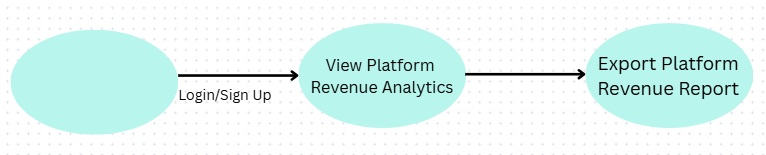 Login/Sign Up
View Platform
Revenue Analytics
Export Platform
Revenue Report